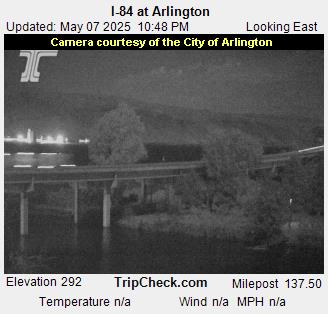 I-84 at Arlington
Updated: May 07 2025 10:48 PM Looking East
Camera courtesy of the City of Arlington
Elevation 292 TripCheck.com Milepost 137.50
Temperature n/a Wind n/a MPH n/a